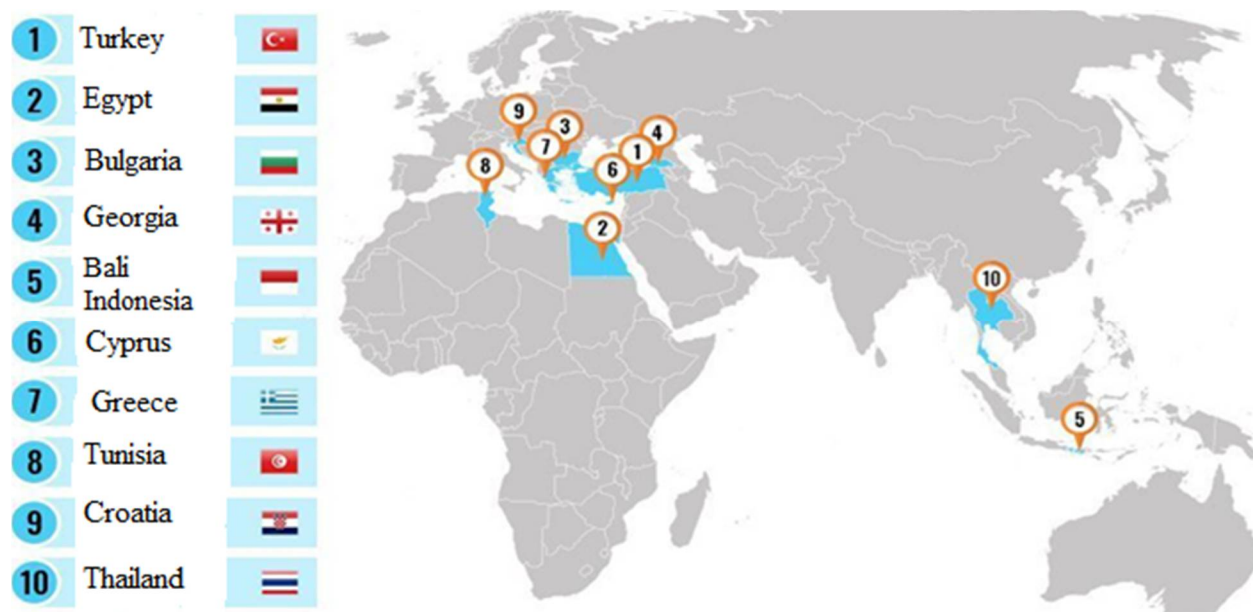 1 Turkey
2 Egypt
3 Bulgaria
4 Georgia
5 Bali
Indonesia
6 Cyprus
7 Greece
8 Tunisia
9 Croatia
10 Thailand
9
3
4
7
1
8
6
2
10
5